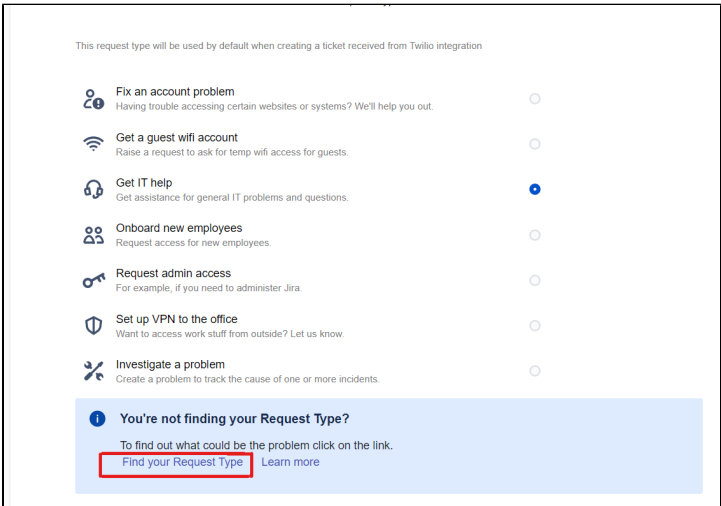 This request type will be used by default when creating a ticket received from Twilio integration
Fix an account problem
Having trouble accessing certain websites or systems? We'll help you out.
Get a guest wifi account
Raise a request to ask for temp wifi access for guests.
Get IT help
Get assistance for general IT problems and questions.
Onboard new employees
Request access for new employees.
Request admin access
For example, if you need to administer Jira.
Set up VPN to the office
Want to access work stuff from outside? Let us know.
Investigate a problem
Create a problem to track the cause of one or more incidents.
You're not finding your Request Type?
To find out what could be the problem click on the link.
Find your Request Type Learn more